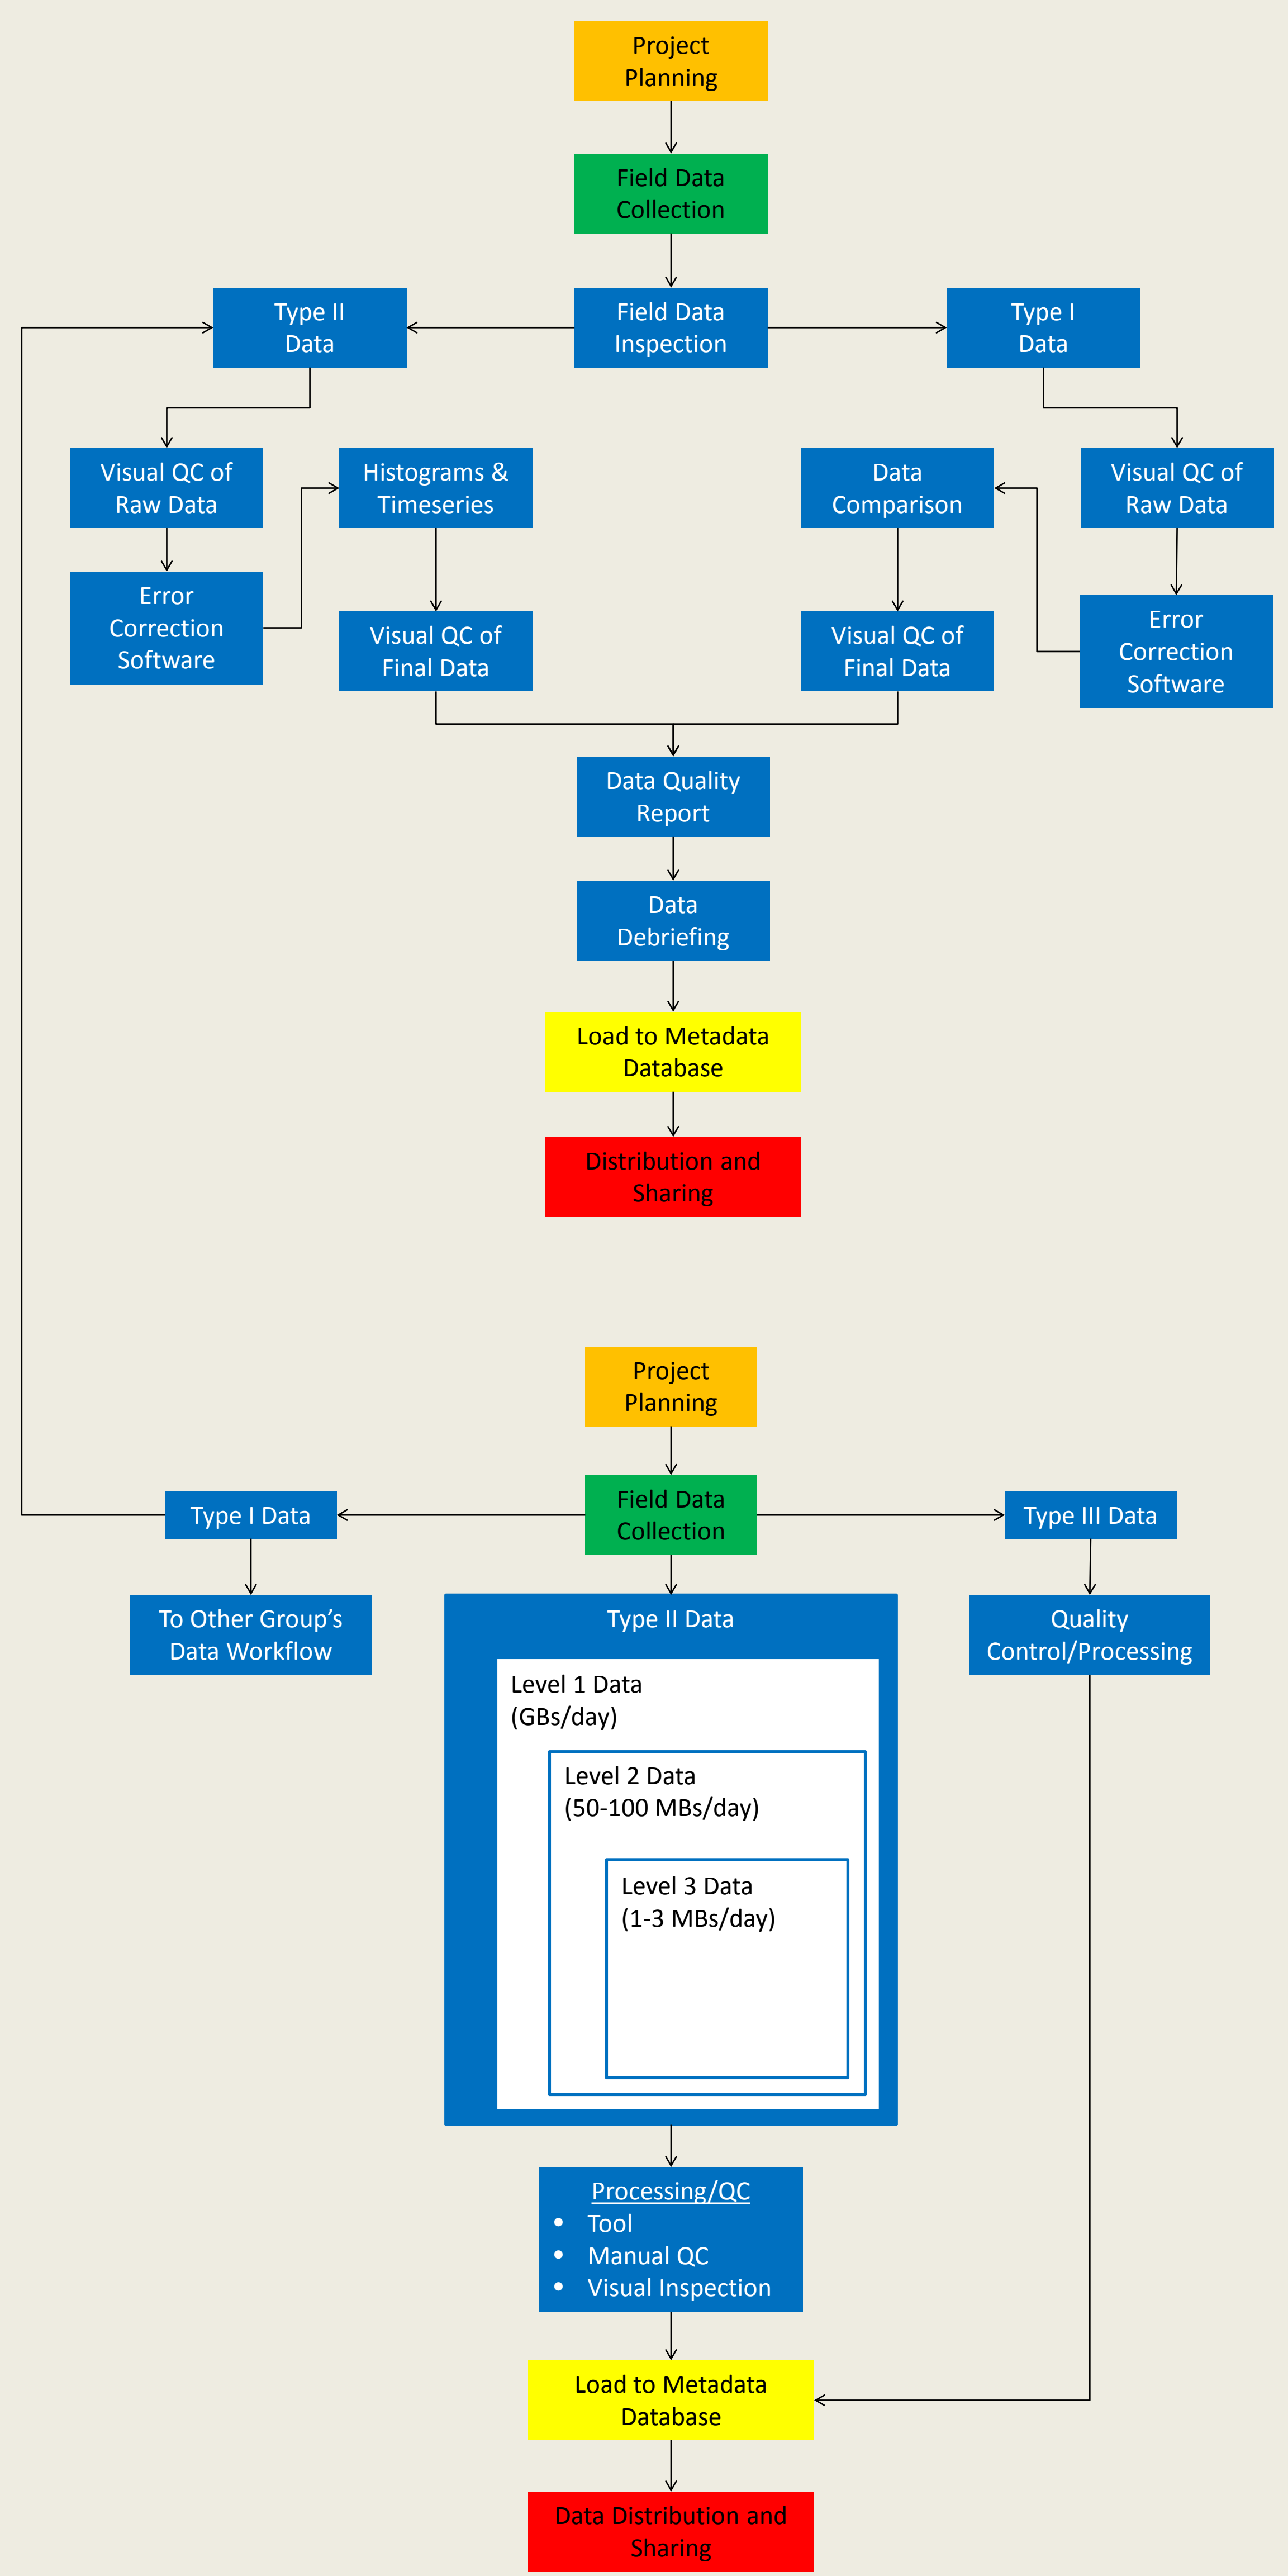 Project
Planning
Field Data
Collection
Type II
Data
Field Data
Inspection
Type I
Data
Visual QC of
Raw Data
Histograms &
Timeseries
Data
Comparison
Visual QC of
Raw Data
Error
Correction
Software
Visual QC of
Final Data
Visual QC of
Final Data
Error
Correction
Software
Data Quality
Report
Data
Debriefing
Load to Metadata
Database
Distribution and
Sharing
Project
Planning
Type I Data
Field Data
Collection
Type III Data
To Other Group’s
Data Workflow
Type II Data
Quality
Control/Processing
Level 1 Data
(GBs/day)
Level 2 Data
(50-100 MBs/day)
Level 3 Data
(1-3 MBs/day)
Processing/QC
• Tool
• Manual QC
• Visual Inspection
Load to Metadata
Database
Data Distribution and
Sharing